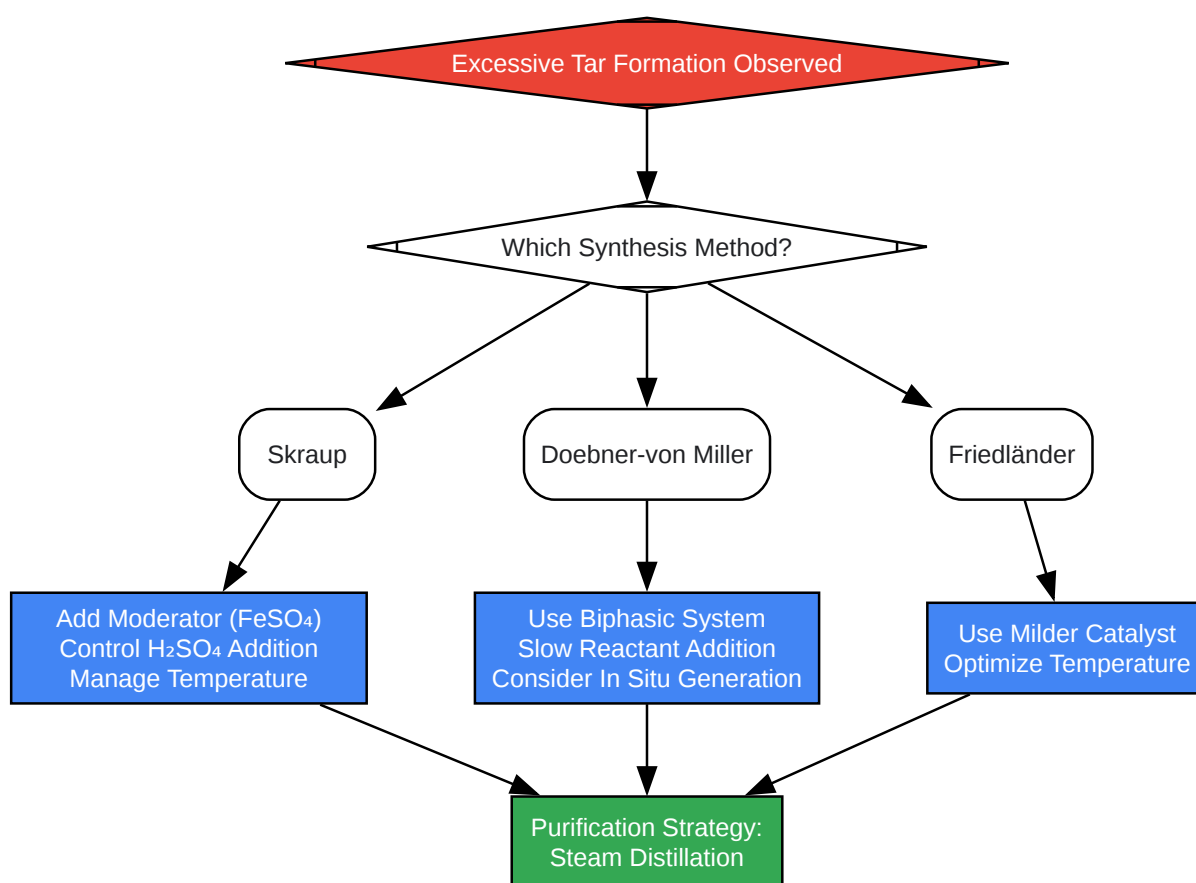 Excessive Tar Formation Observed
Which Synthesis Method?
Skraup
Doebner-von Miller
Friedländer
Add Moderator (FeSO₄)
Control H₂SO₄ Addition
Manage Temperature
Use Biphasic System
Slow Reactant Addition
Consider In Situ Generation
Use Milder Catalyst
Optimize Temperature
Purification Strategy:
Steam Distillation